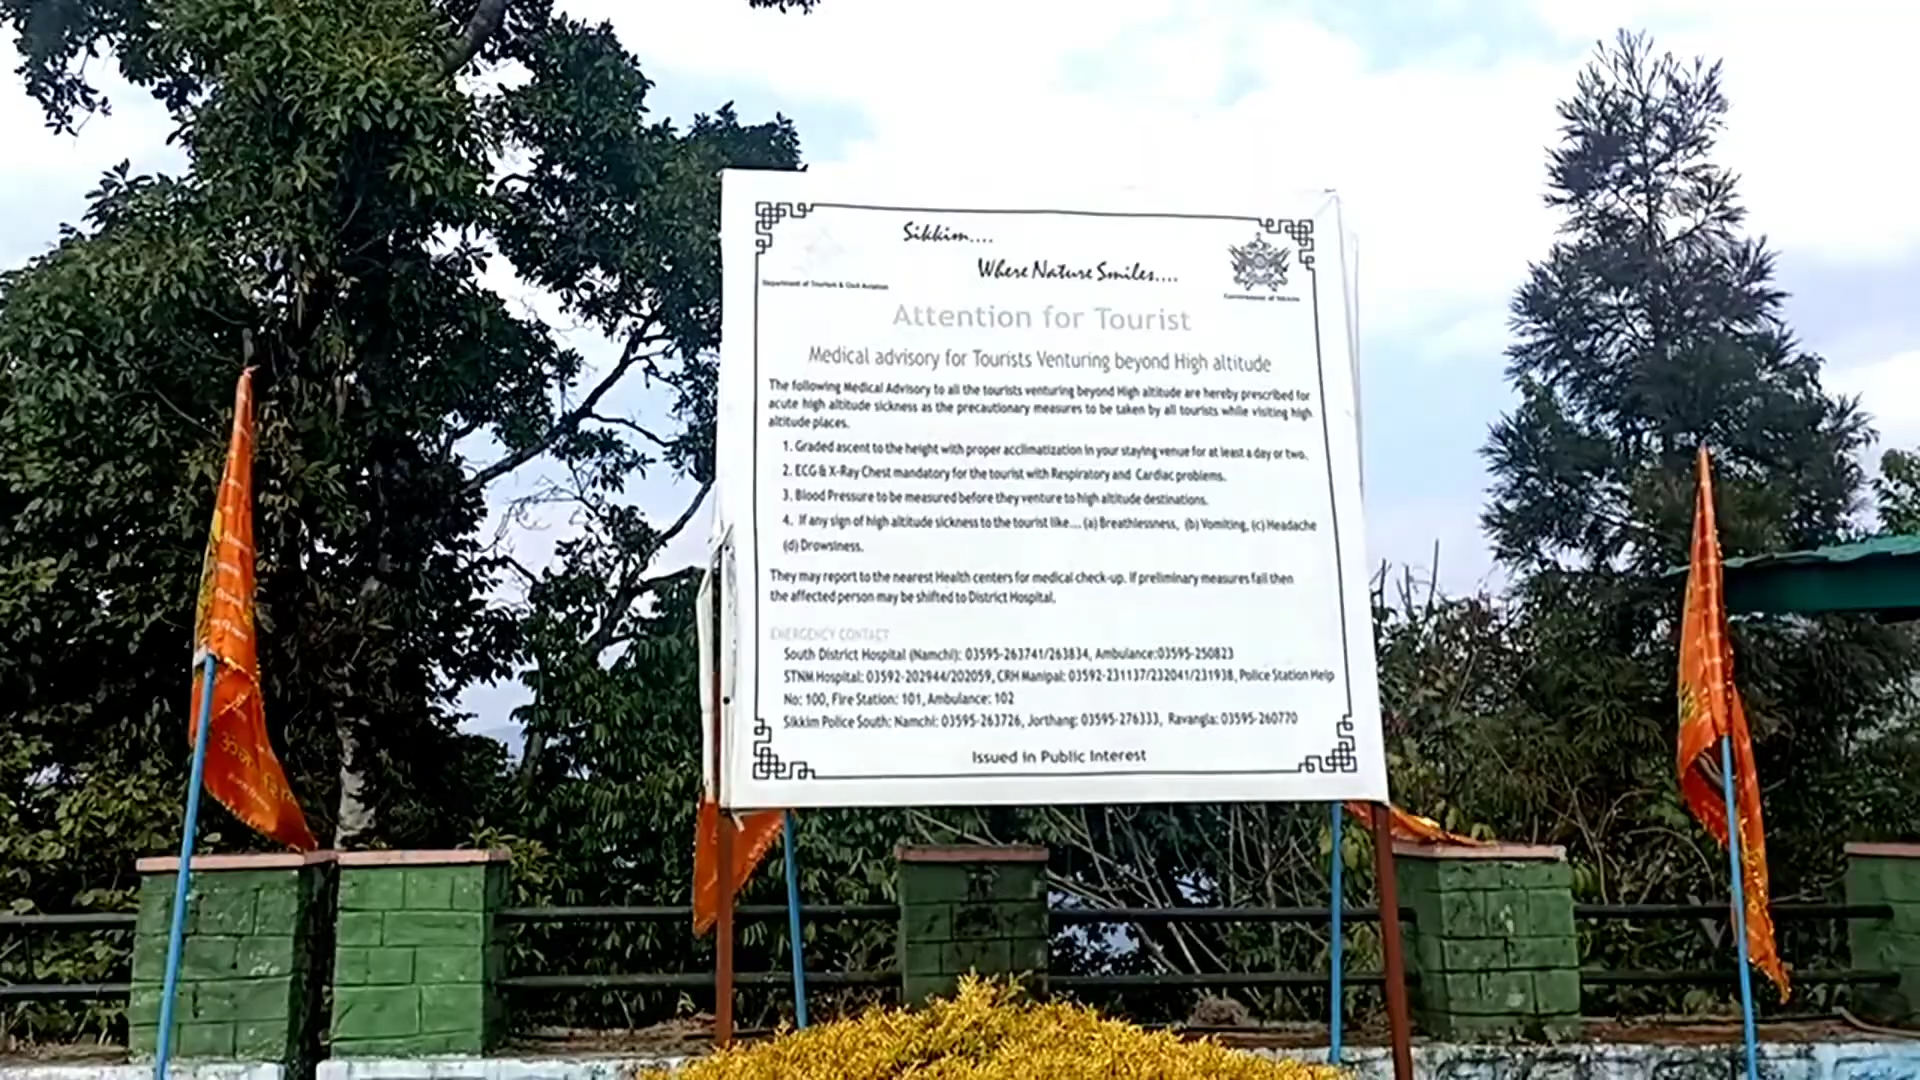 Sikkim....
Where Nature Smiles....
Department of Tourism & Civil Aviation
Government of Sikkim
Attention for Tourist
Medical advisory for Tourists Venturing beyond High altitude
The following Medical Advisory to all the tourists venturing beyond High altitude are hereby prescribed for
acute high altitude sickness as the precautionary measures to be taken by all tourists while visiting high
altitude places.
1. Graded ascent to the height with proper acclimatization in your staying venue for at least a day or two.
2. ECG & X-Ray Chest mandatory for the tourist with Respiratory and Cardiac problems.
3. Blood Pressure to be measured before they venture to high altitude destinations.
4. If any sign of high altitude sickness to the tourist like.... (a) Breathlessness, (b) Vomiting, (c) Headache
(d) Drowsiness.
They may report to the nearest Health centers for medical check-up. If preliminary measures fail then
the affected person may be shifted to District Hospital.
EMERGENCY CONTACT
South District Hospital (Namchi): 03595-263741/263834, Ambulance:03595-250823
STNM Hospital: 03592-202944/202059, CRH Manipal: 03592-231137/232041/231938, Police Station Help
No: 100, Fire Station: 101, Ambulance: 102
Sikkim Police South: Namchi: 03595-263726, Jorthang: 03595-276333, Ravangla: 03595-260770
Issued in Public Interest